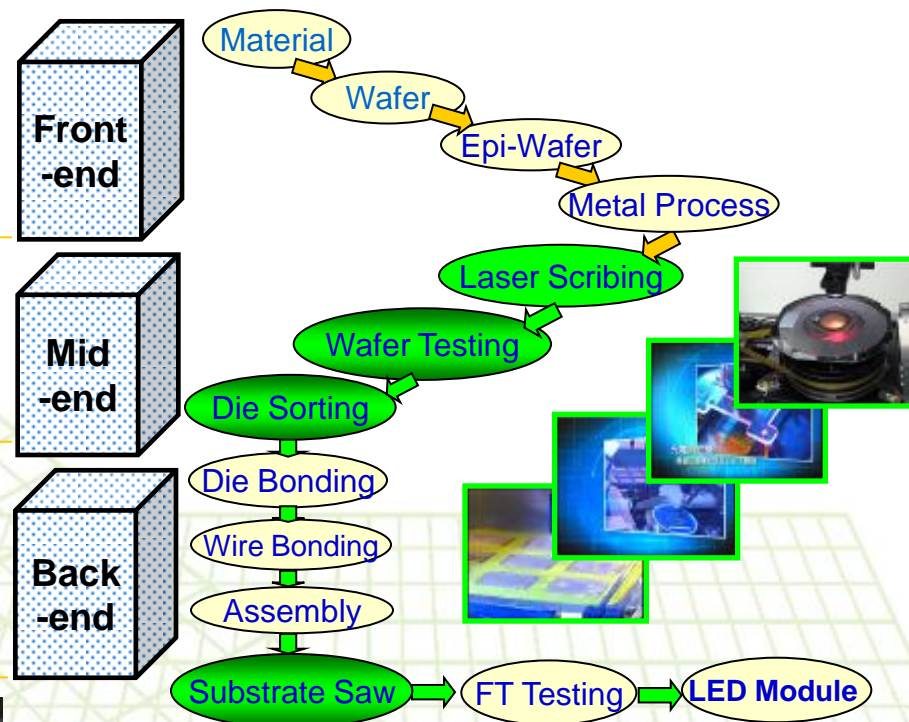 Material
Wafer
Front
-end
Epi-Wafer
Metal Process
Laser Scribing
Mid
-end
Wafer Testing
Die Sorting
Die Bonding
Wire Bonding
Back
-end
Assembly
Substrate Saw
FT Testing
LED Module